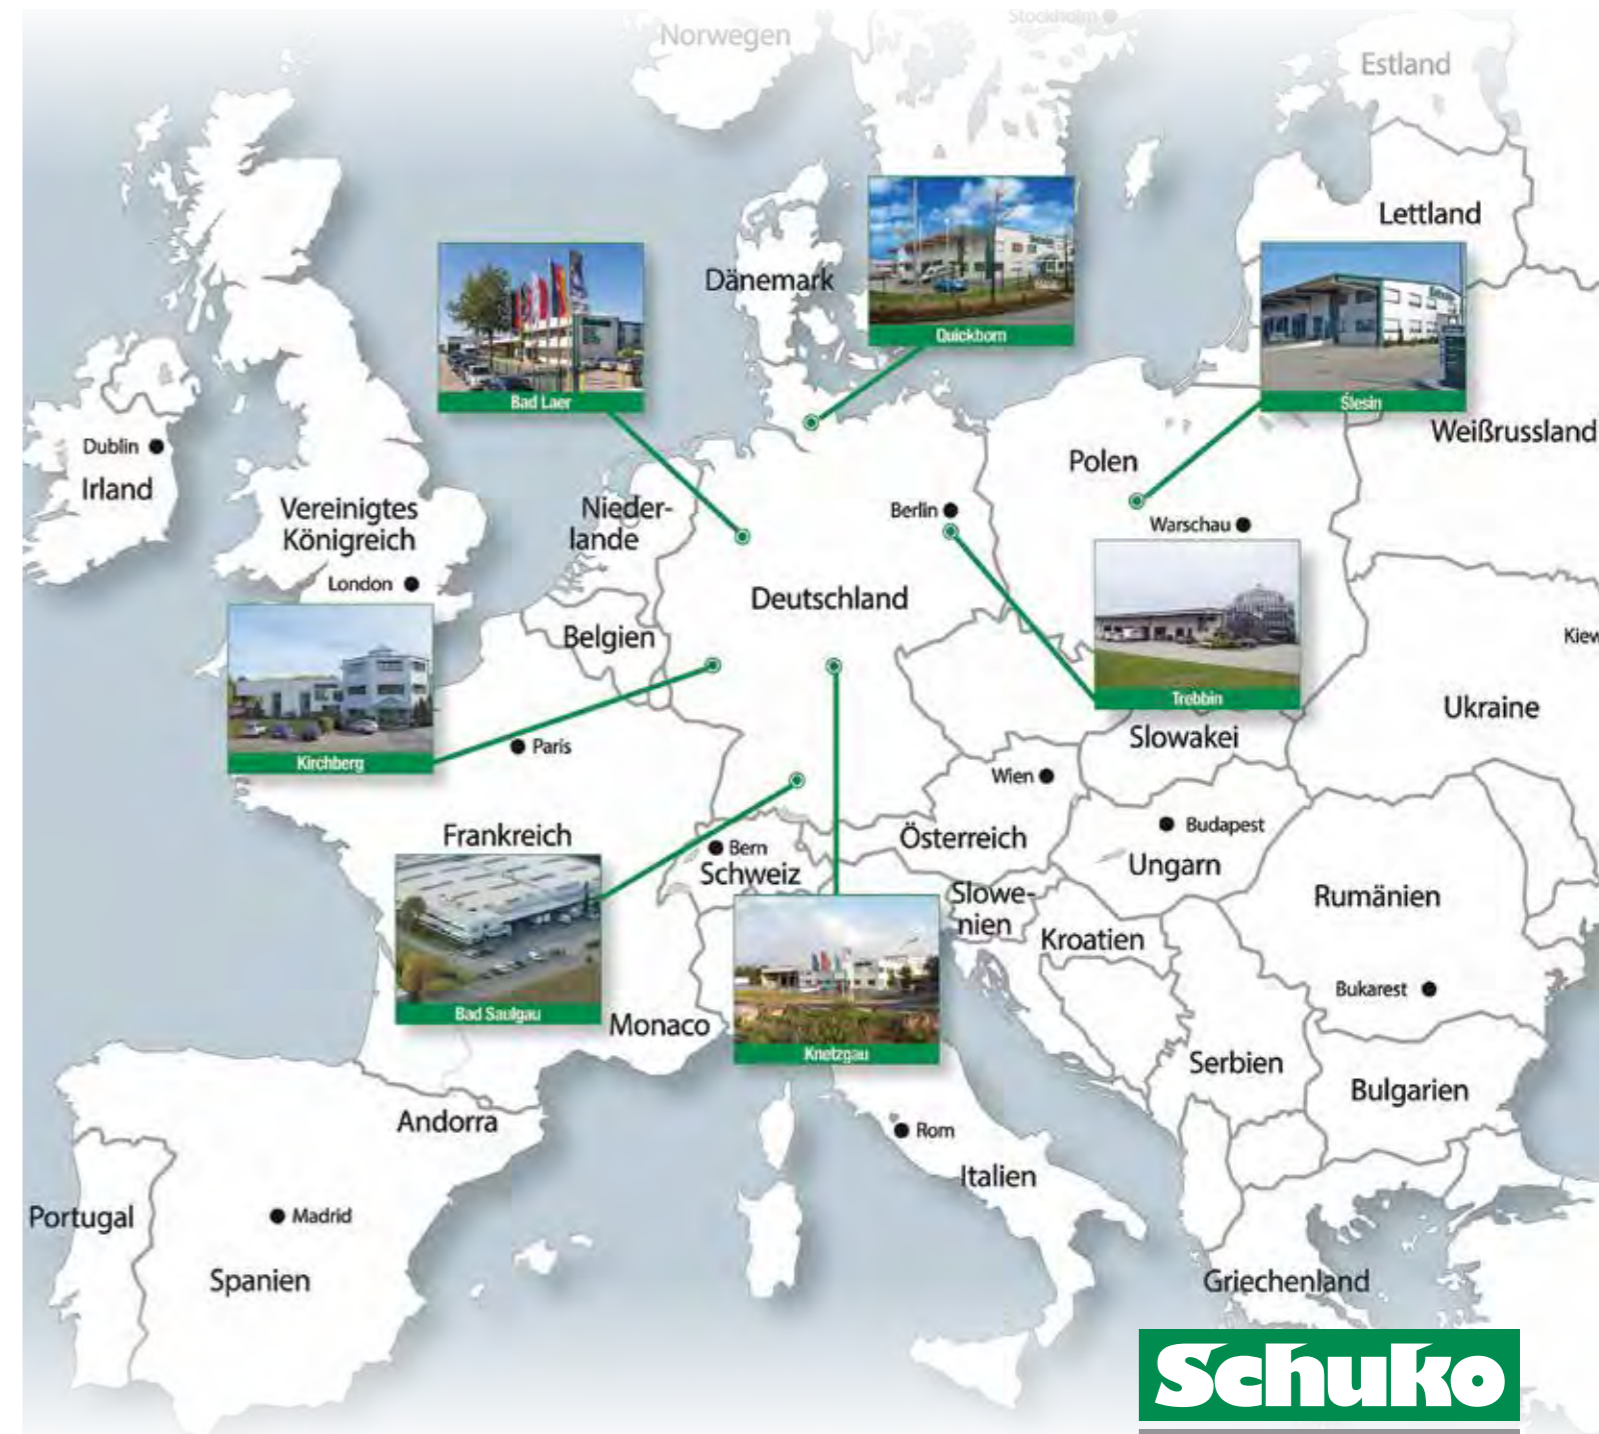 Stockholm
Norwegen
Estland
Lettland
Dänemark
Quickborn
Bad Laer
Ślesin
Weißrussland
Dublin
Irland
Polen
Nieder-
lande
Vereinigtes
Königreich
Berlin
Warschau
London
Deutschland
Belgien
Kiew
Trebbin
Ukraine
Slowakei
Paris
Kirchberg
Wien
Frankreich
Österreich
Budapest
Bern
Schweiz
Ungarn
Slowe-
nien
Rumänien
Kroatien
Bukarest
Bad Saulgau
Monaco
Knetzgau
Serbien
Bulgarien
Andorra
Rom
Italien
Portugal
Madrid
Spanien
Griechenland
Schuko